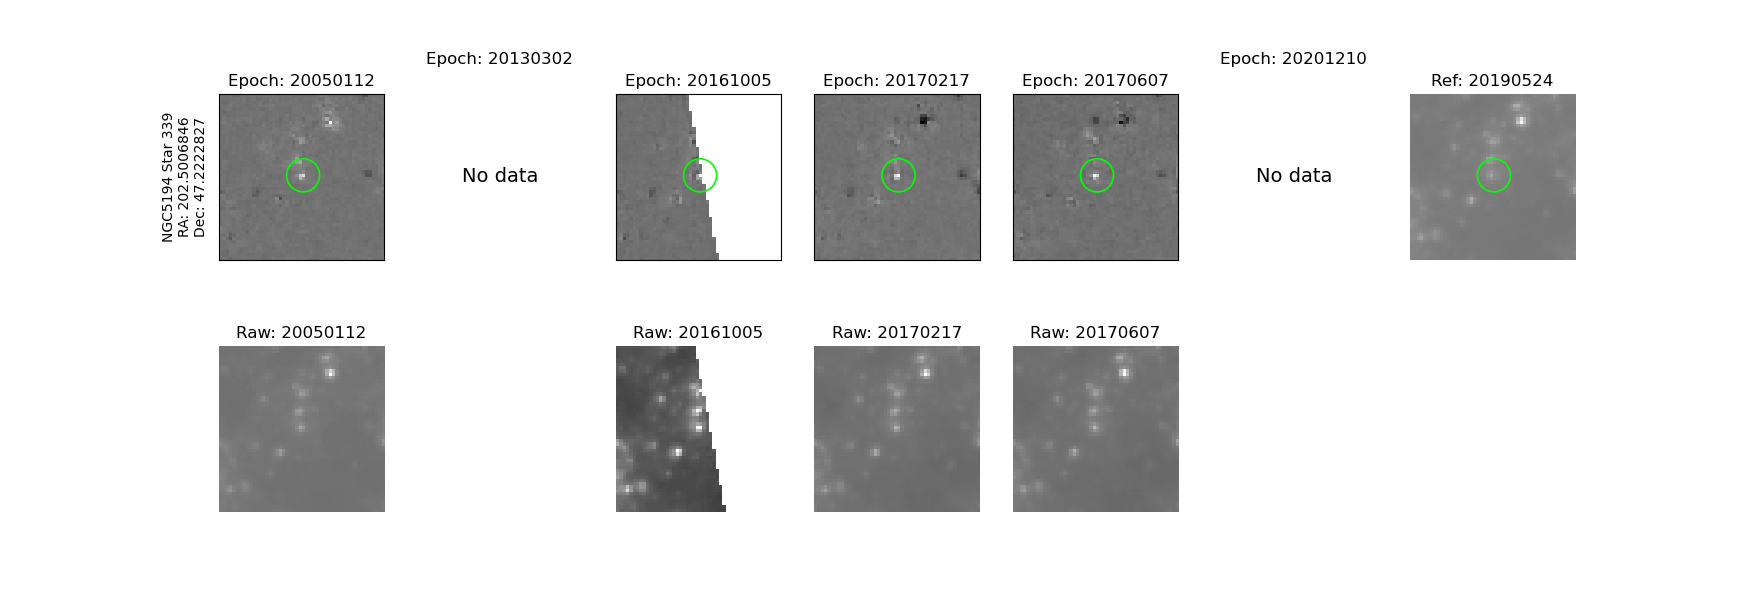 Epoch: 20130302
Epoch: 20201210
Epoch: 20050112
Epoch: 20161005
Epoch: 20170217
Epoch: 20170607
Ref: 20190524
NGC5194 Star 339
RA: 202.5006846
Dec: 47.2222827
No data
No data
Raw: 20050112
Raw: 20161005
Raw: 20170217
Raw: 20170607